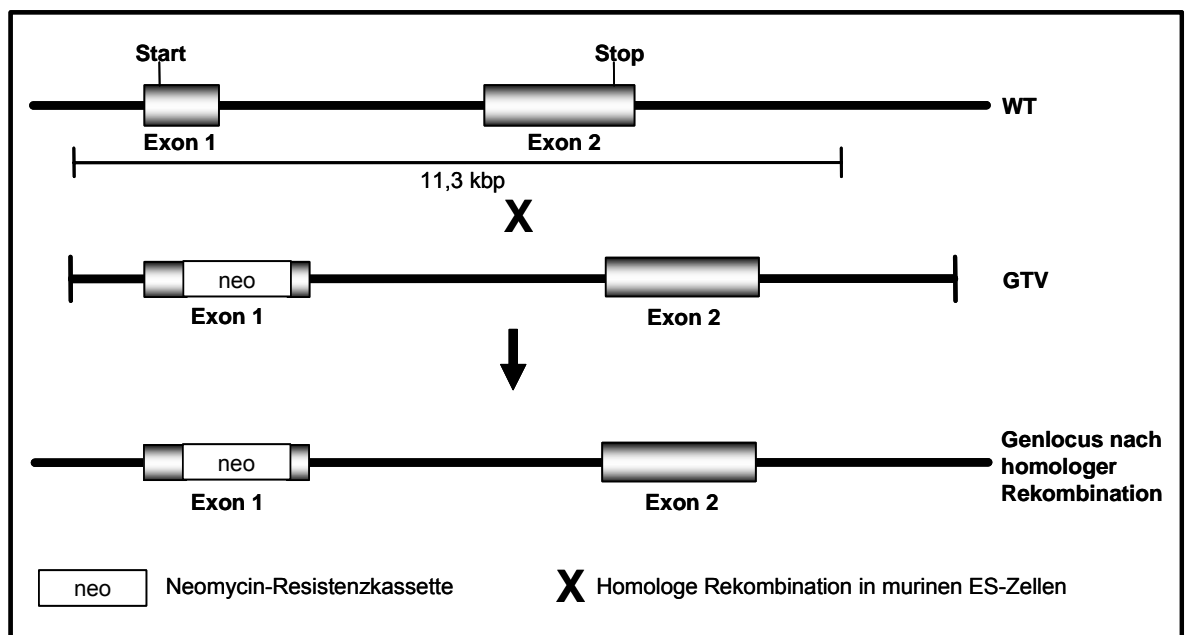 Start
Stop
WT
Exon 1
Exon 2
11,3 kbp
X
neo
GTV
Exon 1
Exon 2
neo
Genlocus nach
homologer
Rekombination
Exon 1
Exon 2
neo
Neomycin-Resistenzkassette
X Homologe Rekombination in murinen ES-Zellen